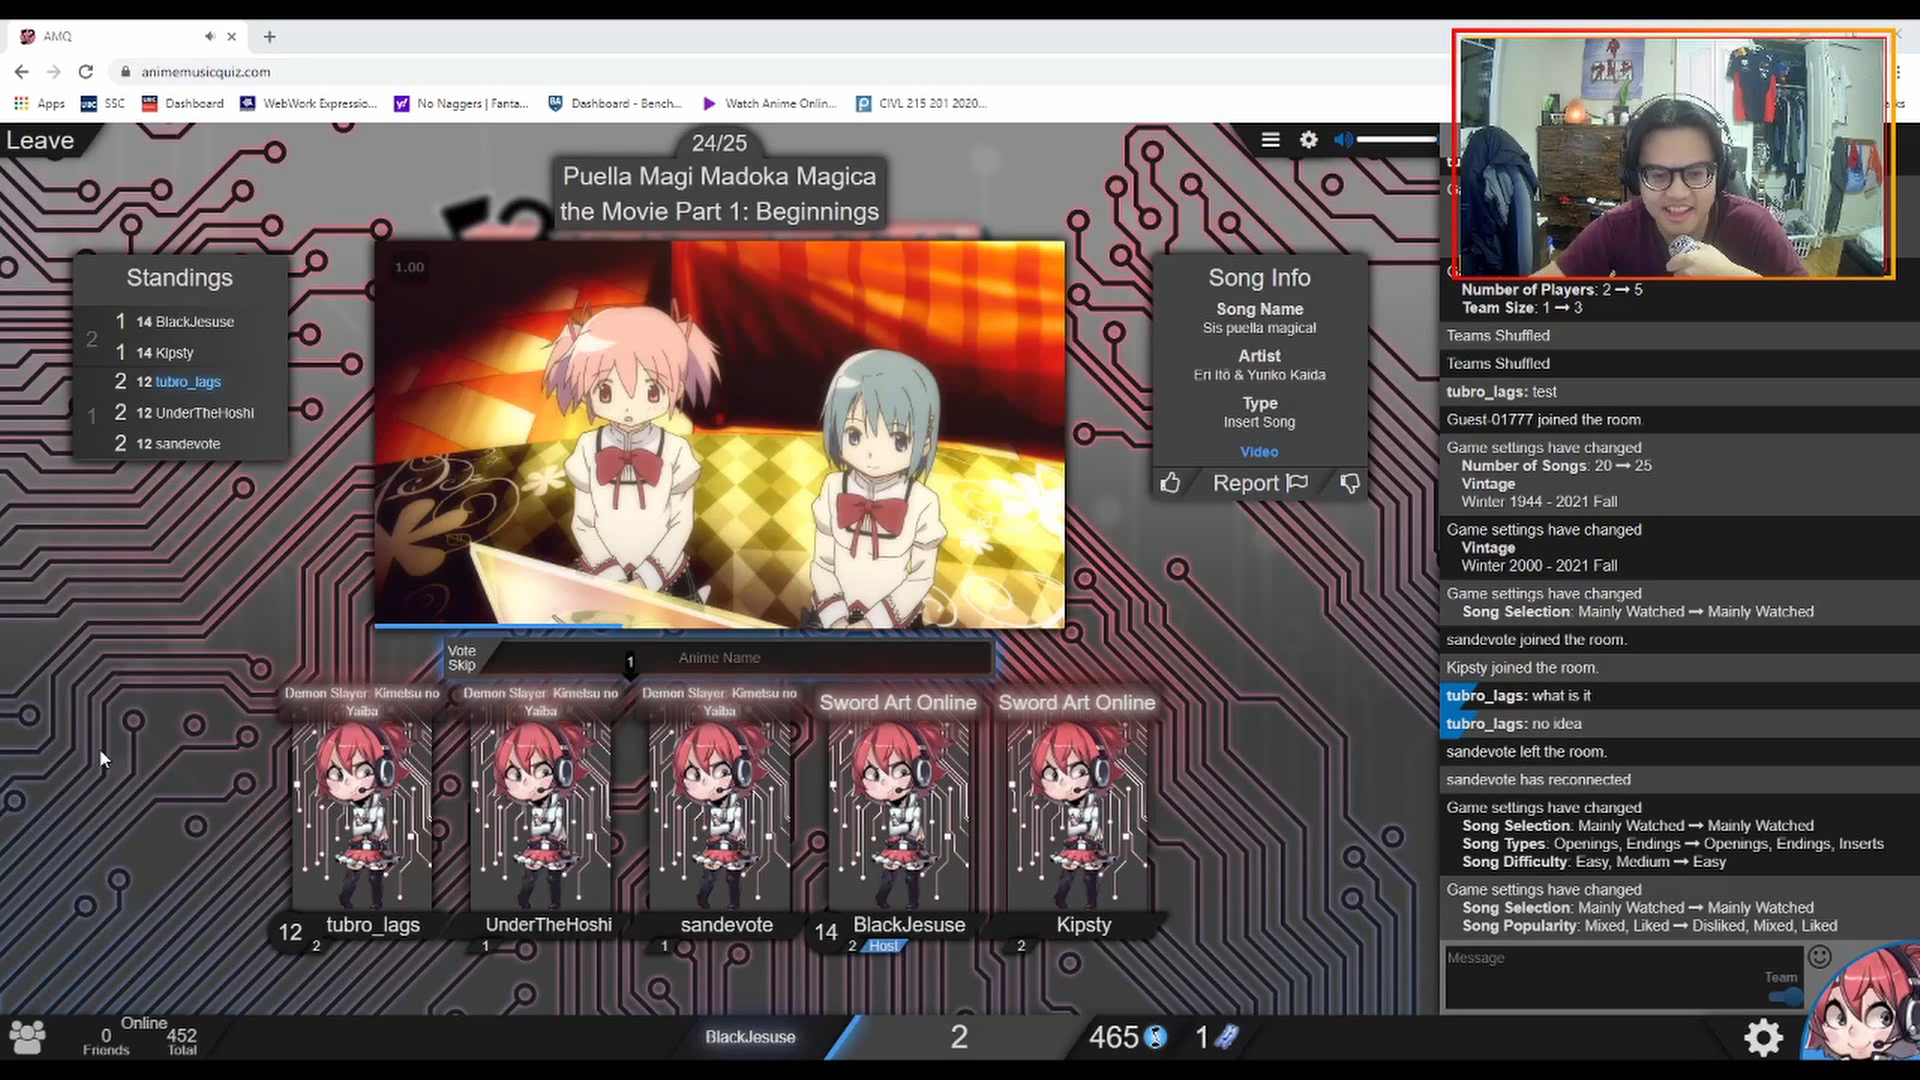 AMQ
animemusicquiz.com
Apps
SSC
Dashboard
WebWork Expressio...
No Naggers | Fanta...
Dashboard - Bench...
Watch Anime Onlin...
CIVL 215 201 2020...
Leave
24/25
Puella Magi Madoka Magica
the Movie Part 1: Beginnings
Standings
2
1 14 BlackJesuse
1 14 Kipsty
1
2 12 tubro_lags
2 12 UnderTheHoshi
2 12 sandevote
1.00
Song Info
Song Name
Sis puella magical
Artist
Eri Itō & Yuriko Kaida
Type
Insert Song
Video
Report
Vote
Skip
1
Anime Name
Demon Slayer: Kimetsu no
Yaiba
Demon Slayer: Kimetsu no
Yaiba
Demon Slayer: Kimetsu no
Yaiba
Sword Art Online
Sword Art Online
12 tubro_lags
2
UnderTheHoshi
1
sandevote
1
14 BlackJesuse
2 Host
Kipsty
2
Number of Players: 2 → 5
Team Size: 1 → 3
Teams Shuffled
Teams Shuffled
tubro_lags: test
Guest-01777 joined the room.
Game settings have changed
Number of Songs: 20 → 25
Vintage
Winter 1944 - 2021 Fall
Game settings have changed
Vintage
Winter 2000 - 2021 Fall
Game settings have changed
Song Selection: Mainly Watched → Mainly Watched
sandevote joined the room.
Kipsty joined the room.
tubro_lags: what is it
tubro_lags: no idea
sandevote left the room.
sandevote has reconnected
Game settings have changed
Song Selection: Mainly Watched → Mainly Watched
Song Types: Openings, Endings → Openings, Endings, Inserts
Song Difficulty: Easy, Medium → Easy
Game settings have changed
Song Selection: Mainly Watched → Mainly Watched
Song Popularity: Mixed, Liked → Disliked, Mixed, Liked
Message
Team
Online
0
Friends
452
Total
BlackJesuse
2
465
1